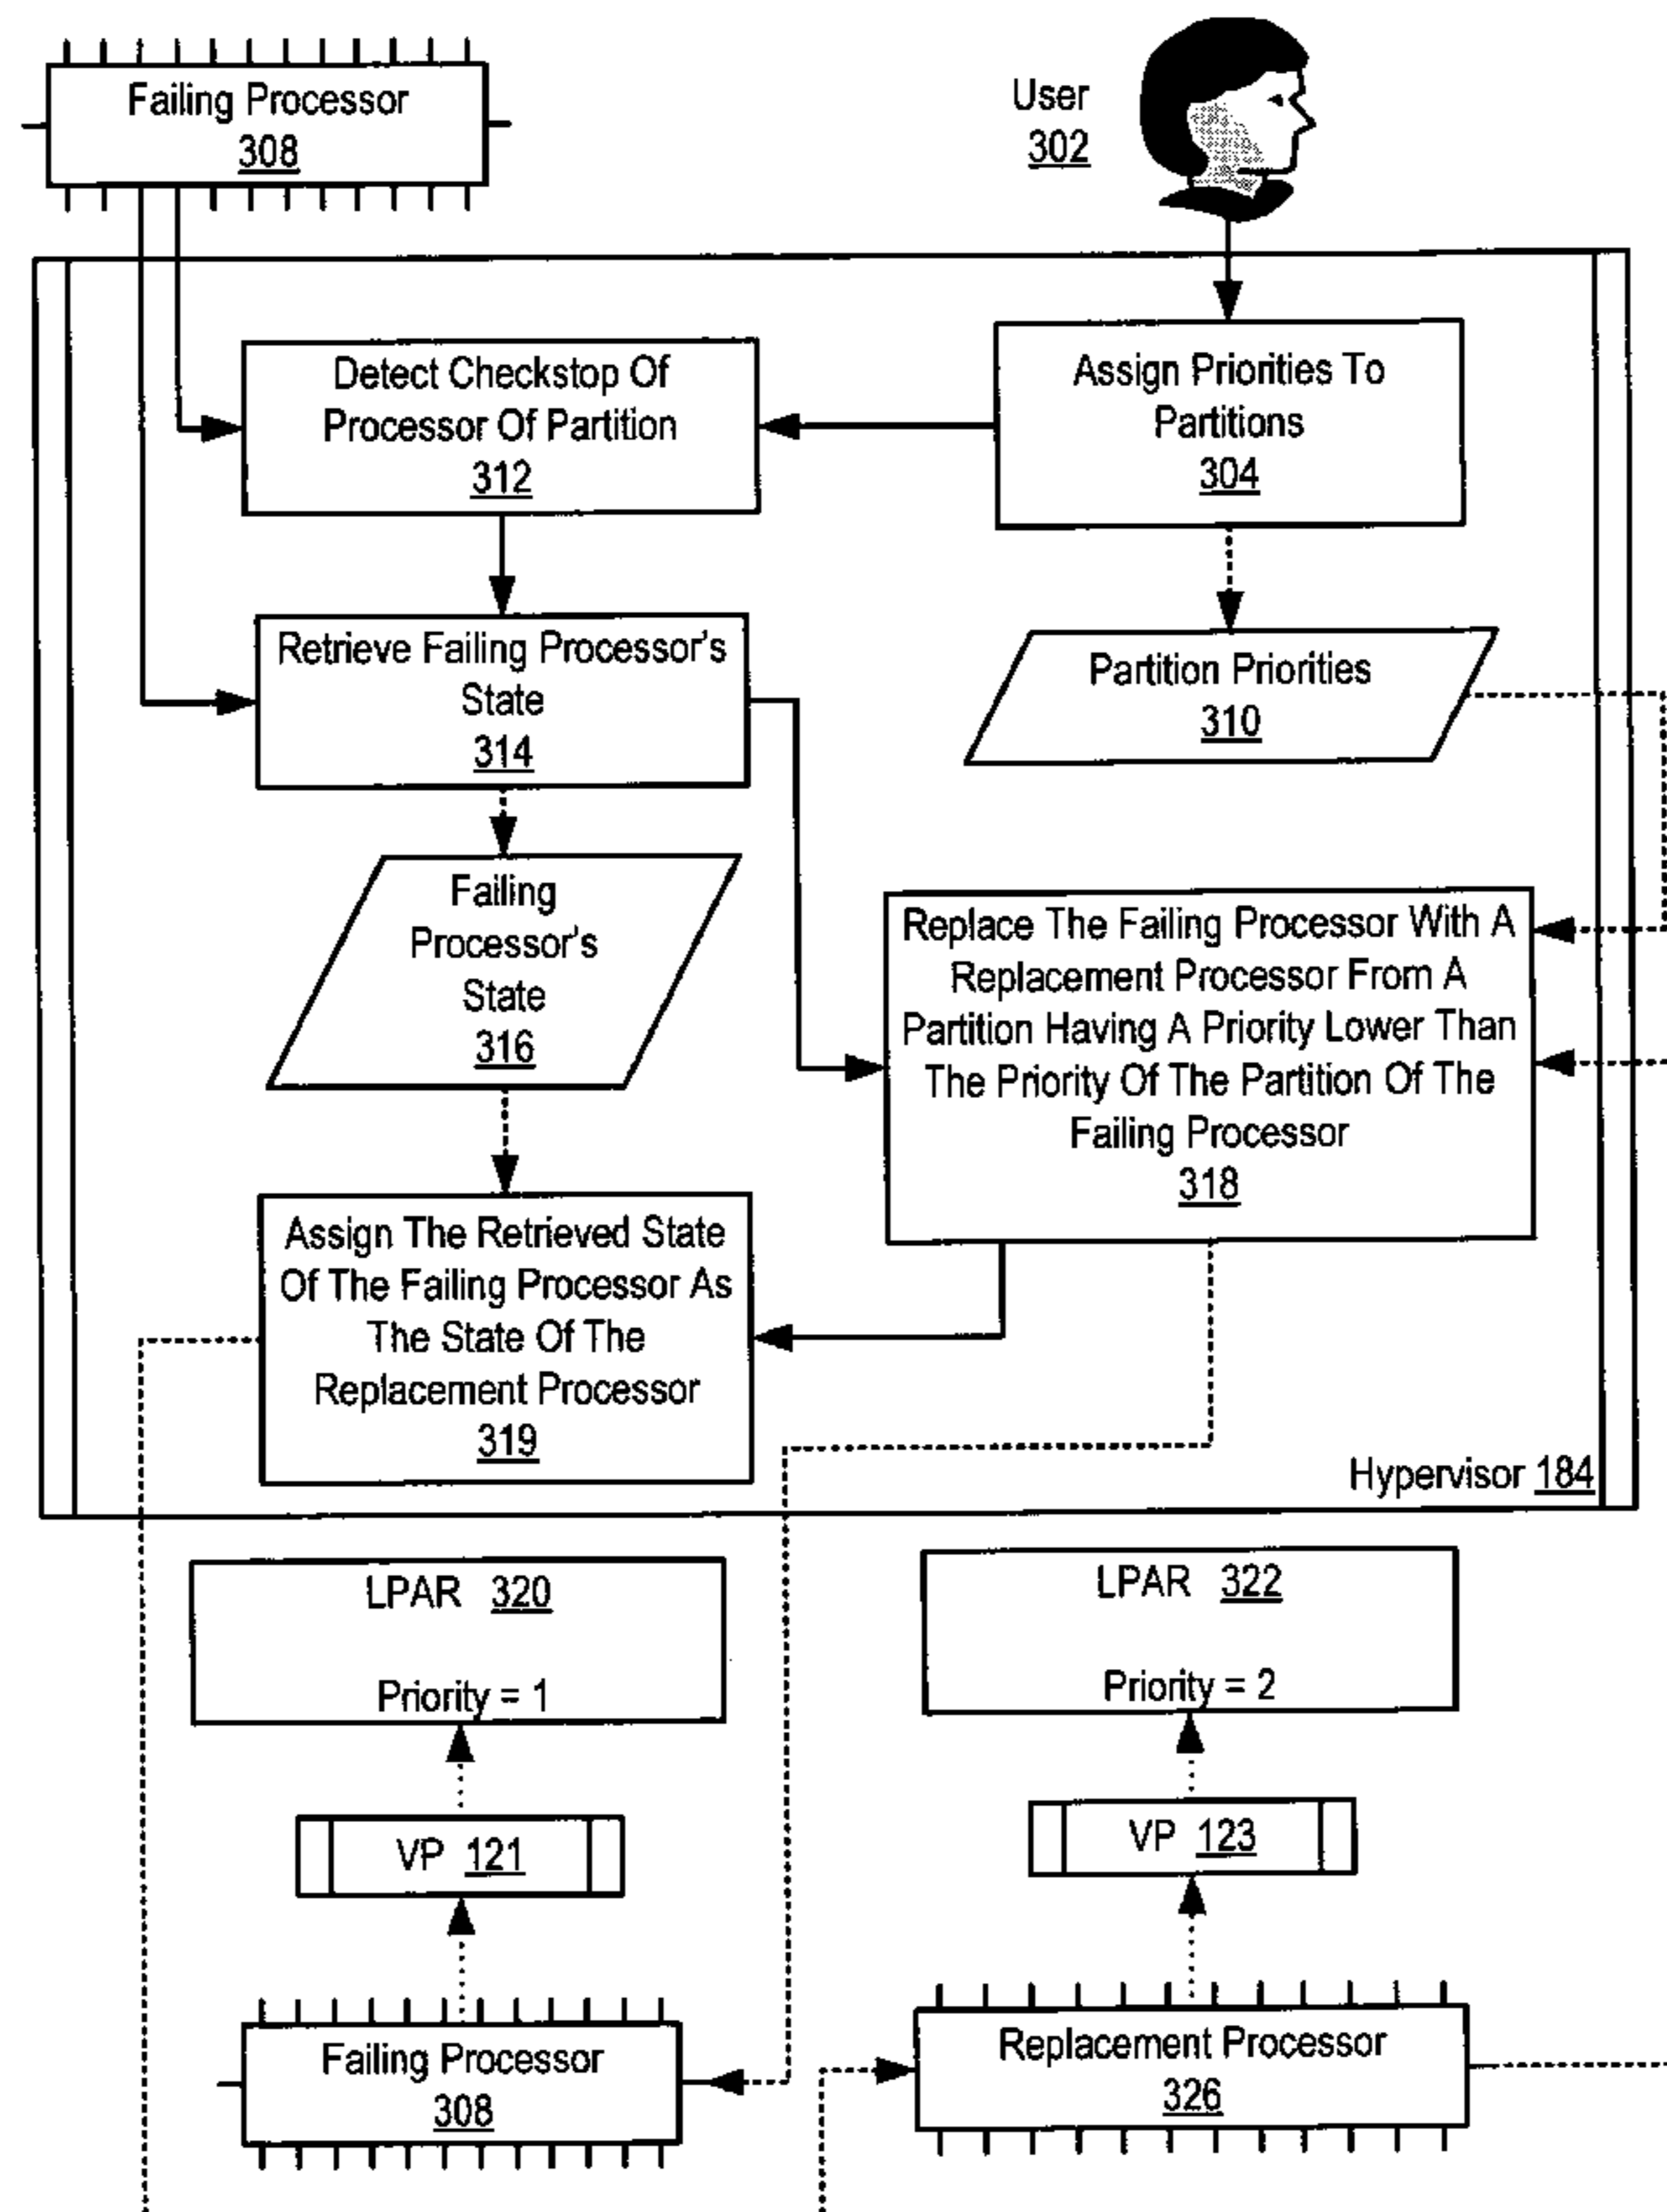 Failing Processor
308
User
302
Detect Checkstop Of
Processor Of Partition
312
Assign Priorities To
Partitions
304
Retrieve Failing Processor's
State
314
Partition Priorities
310
Failing
Processor's
State
316
Replace The Failing Processor With A
Replacement Processor From A
Partition Having A Priority Lower Than
The Priority Of The Partition Of The
Failing Processor
318
Assign The Retrieved State
Of The Failing Processor As
The State Of The
Replacement Processor
319
Hypervisor 184
LPAR 320
Priority = 1
LPAR 322
Priority = 2
VP 121
VP 123
Failing Processor
308
Replacement Processor
326